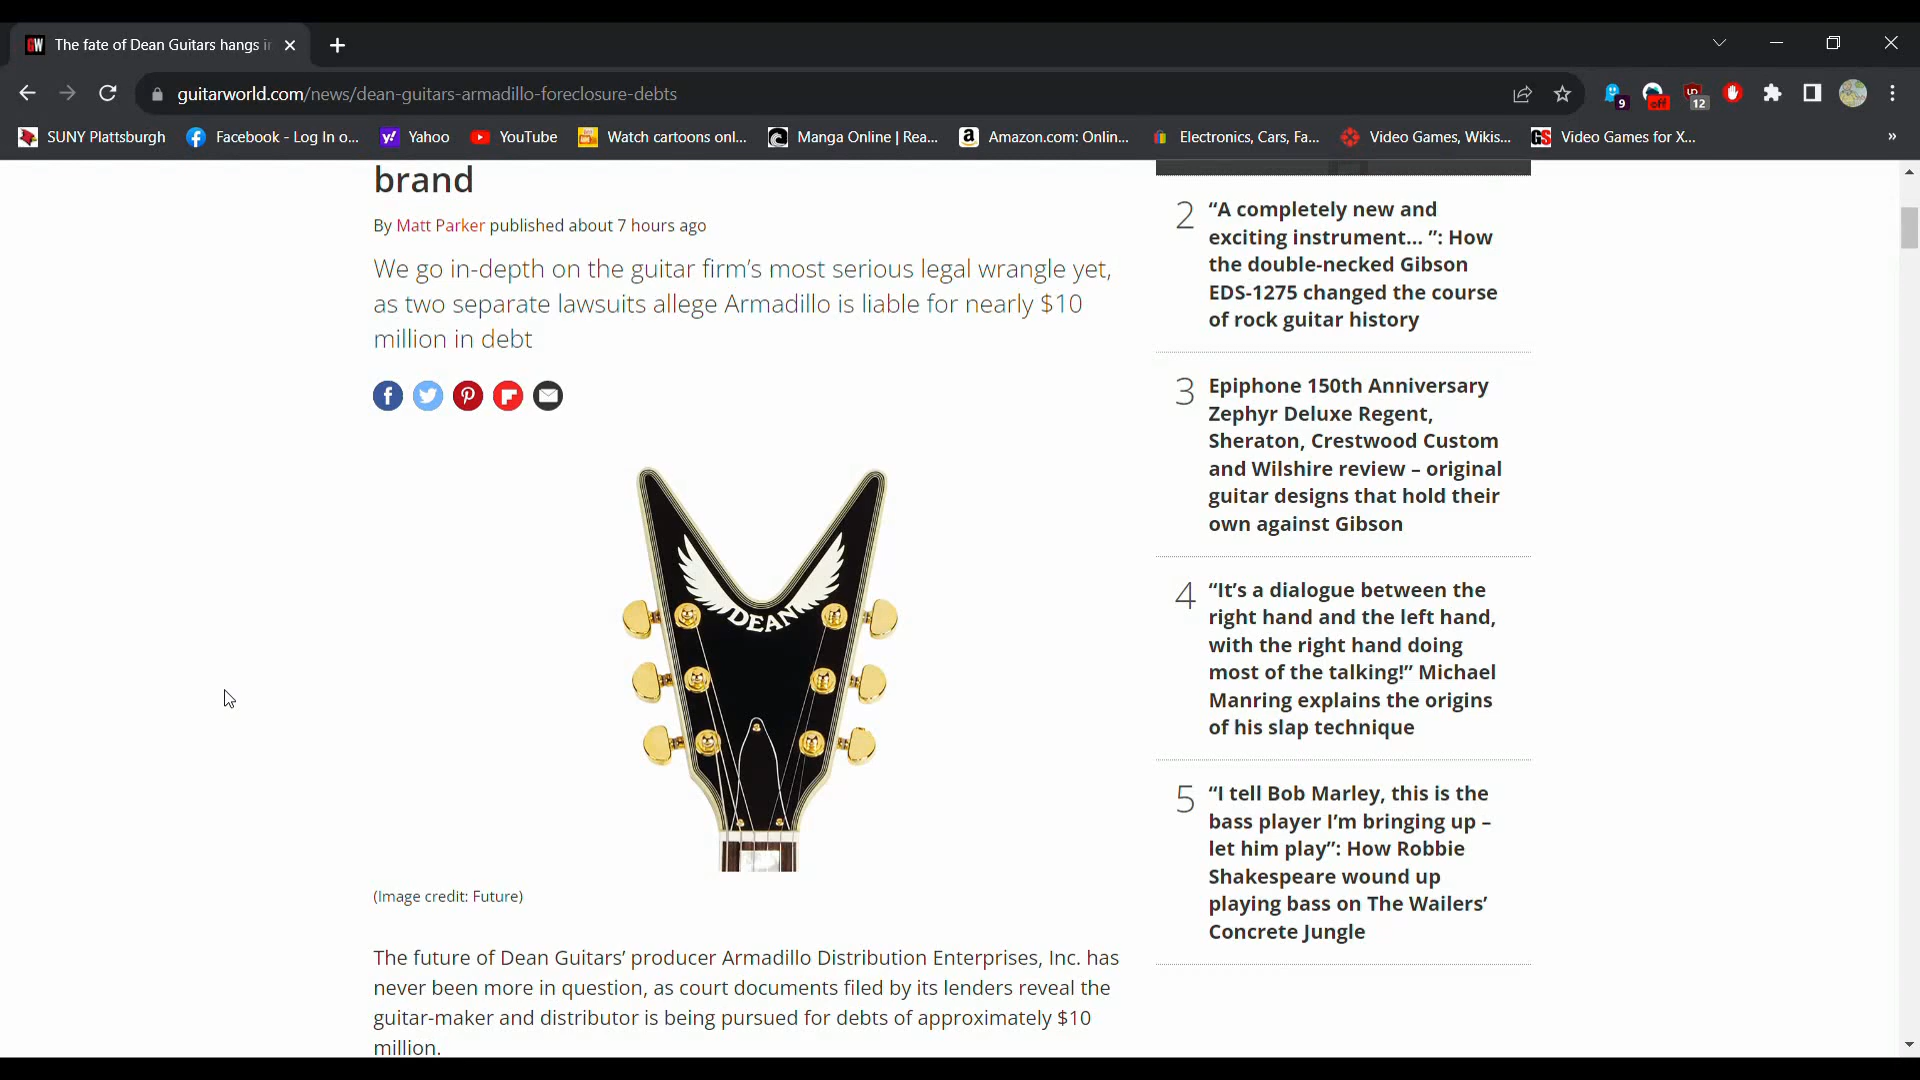 The fate of Dean Guitars hangs in
guitarworld.com/news/dean-guitars-armadillo-foreclosure-debts
9
off
12
SUNY Plattsburgh
Facebook - Log In o...
Yahoo
YouTube
Watch cartoons onl...
Manga Online | Rea...
Amazon.com: Onlin...
Electronics, Cars, Fa...
Video Games, Wikis...
Video Games for X...
»
brand
By Matt Parker published about 7 hours ago
We go in-depth on the guitar firm’s most serious legal wrangle yet,
as two separate lawsuits allege Armadillo is liable for nearly $10
million in debt
DEAN
(Image credit: Future)
The future of Dean Guitars’ producer Armadillo Distribution Enterprises, Inc. has
never been more in question, as court documents filed by its lenders reveal the
guitar-maker and distributor is being pursued for debts of approximately $10
million.
2
“A completely new and
exciting instrument... ”: How
the double-necked Gibson
EDS-1275 changed the course
of rock guitar history
3
Epiphone 150th Anniversary
Zephyr Deluxe Regent,
Sheraton, Crestwood Custom
and Wilshire review – original
guitar designs that hold their
own against Gibson
4
“It’s a dialogue between the
right hand and the left hand,
with the right hand doing
most of the talking!” Michael
Manring explains the origins
of his slap technique
5
“I tell Bob Marley, this is the
bass player I’m bringing up –
let him play”: How Robbie
Shakespeare wound up
playing bass on The Wailers’
Concrete Jungle